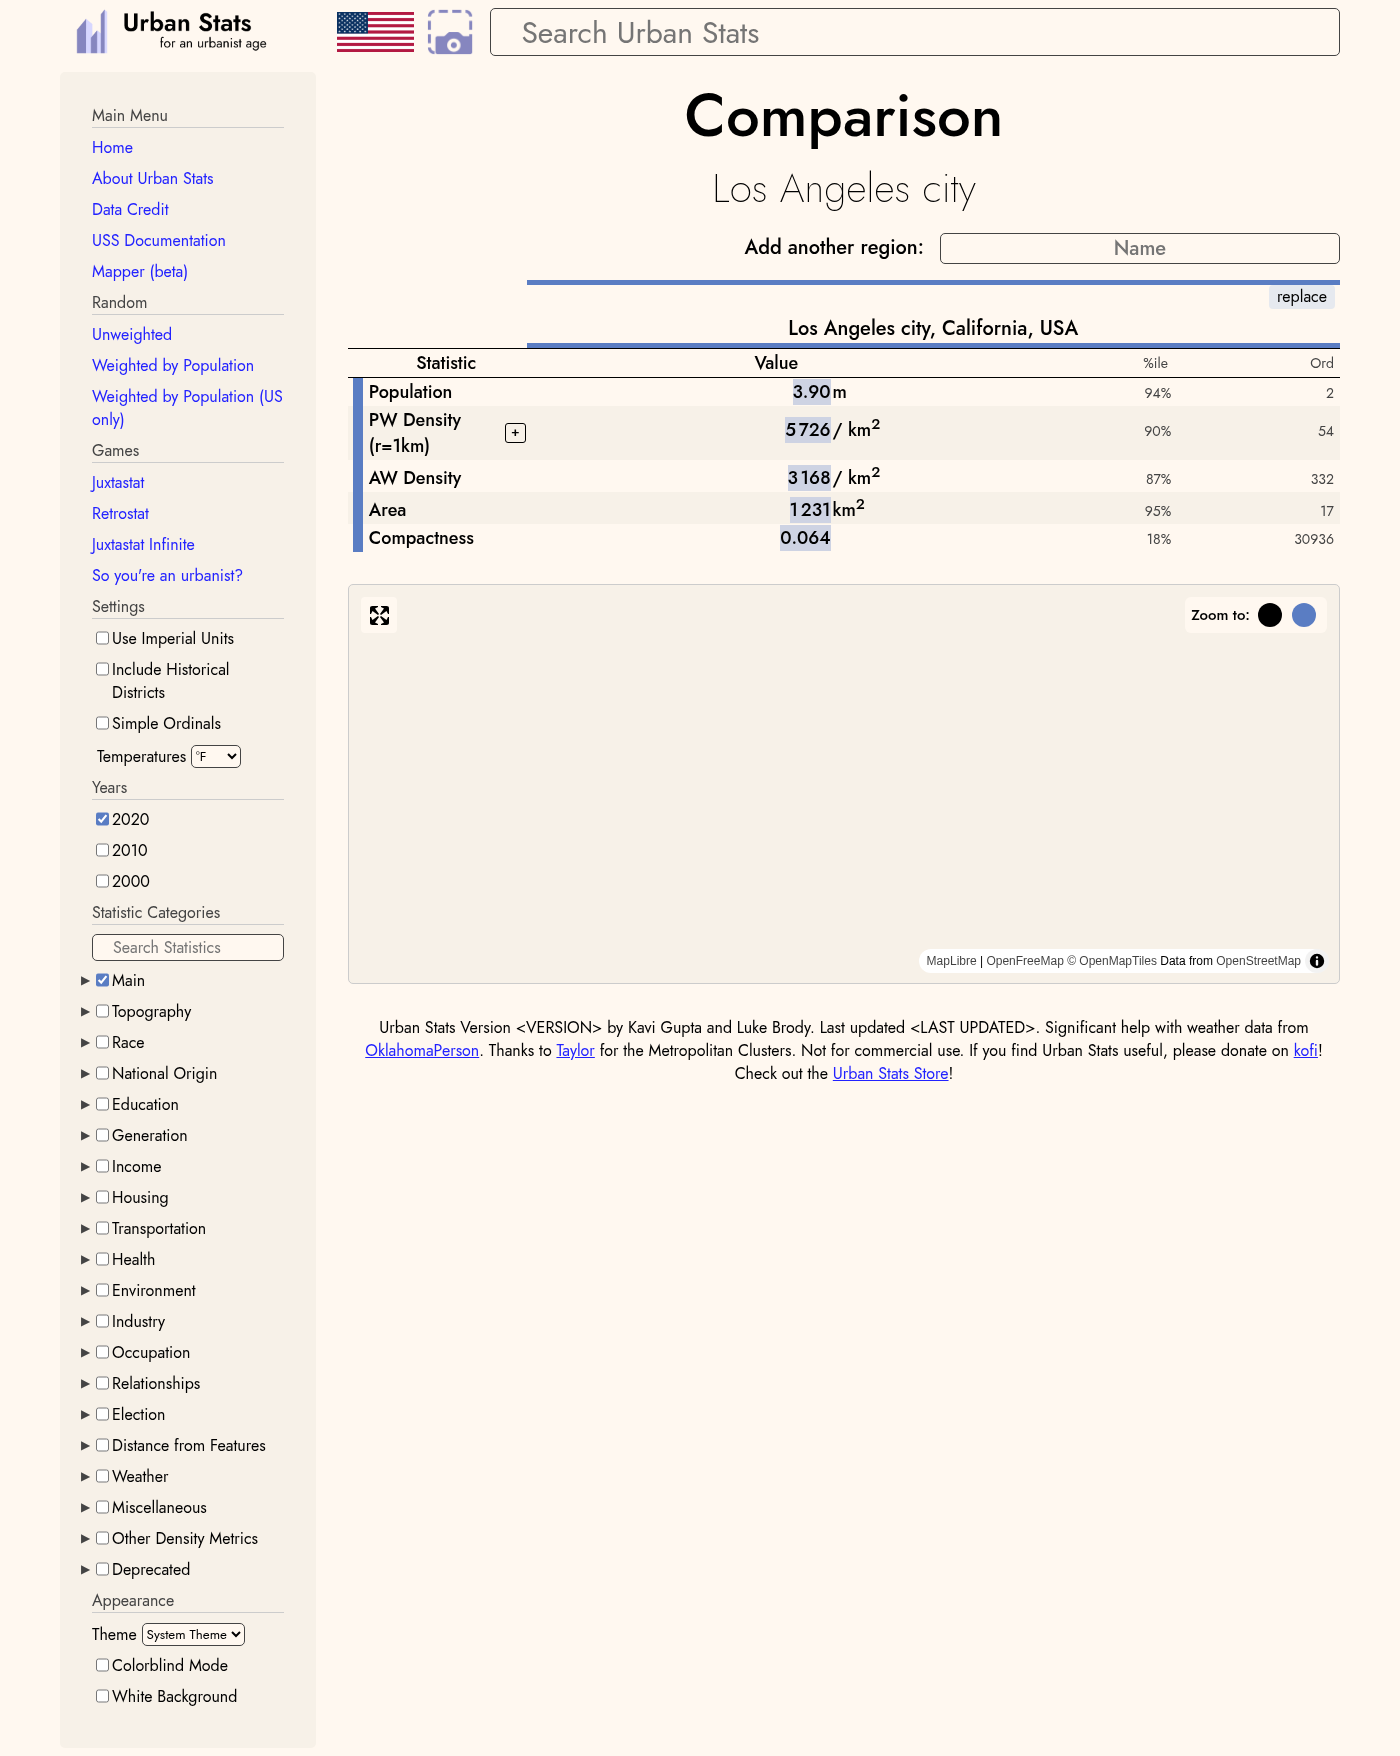 Urban Stats
for an urbanist age
Search Urban Stats
Main Menu
Home
About Urban Stats
Data Credit
USS Documentation
Mapper (beta)
Random
Unweighted
Weighted by Population
Weighted by Population (US
only)
Games
Juxtastat
Retrostat
Juxtastat Infinite
So you're an urbanist?
Settings
Use Imperial Units
Include Historical
Districts
Simple Ordinals
Temperatures °F
Years
2020
2010
2000
Statistic Categories
Search Statistics
Main
Topography
Race
National Origin
Education
Generation
Income
Housing
Transportation
Health
Environment
Industry
Occupation
Relationships
Election
Distance from Features
Weather
Miscellaneous
Other Density Metrics
Deprecated
Appearance
Theme System Theme
Colorblind Mode
White Background
Comparison
Los Angeles city
Add another region: Name
replace
Los Angeles city, California, USA
Statistic Value %ile Ord
Population 3.90 m 94% 2
PW Density
(r=1km) + 5 726 / km² 90% 54
AW Density 3 168 / km² 87% 332
Area 1 231 km² 95% 17
Compactness 0.064 18% 30936
Zoom to:
MapLibre | OpenFreeMap © OpenMapTiles Data from OpenStreetMap
Urban Stats Version <VERSION> by Kavi Gupta and Luke Brody. Last updated <LAST UPDATED>. Significant help with weather data from
OklahomaPerson. Thanks to Taylor for the Metropolitan Clusters. Not for commercial use. If you find Urban Stats useful, please donate on kofi!
Check out the Urban Stats Store!